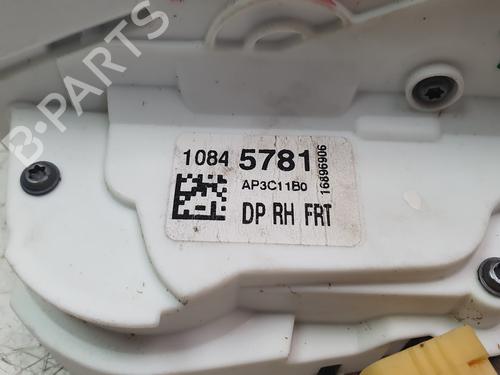 B-PARTS
1084 5781
AP3C11B0
DP RH FRT
16896906